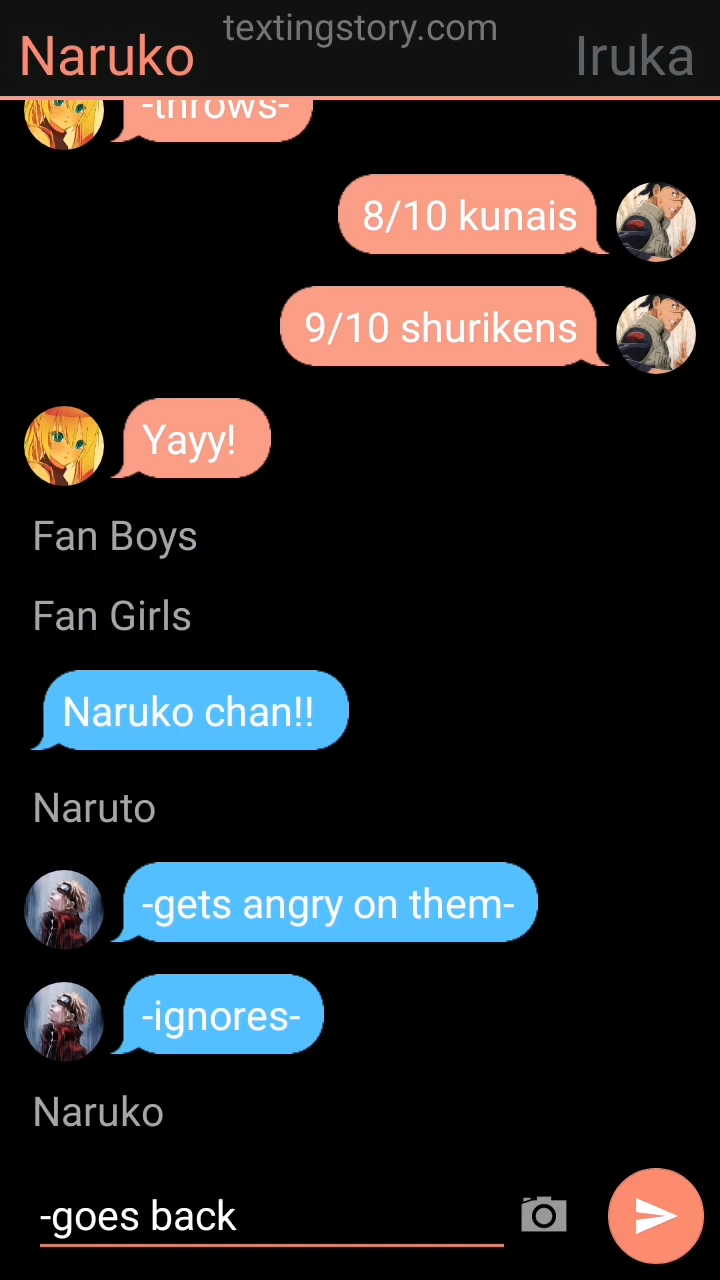 textingstory.com
Naruko
Iruka
-throws-
8/10 kunais
9/10 shurikens
Yayy!
Fan Boys
Fan Girls
Naruko chan!!
Naruto
-gets angry on them-
-ignores-
Naruko
-goes back